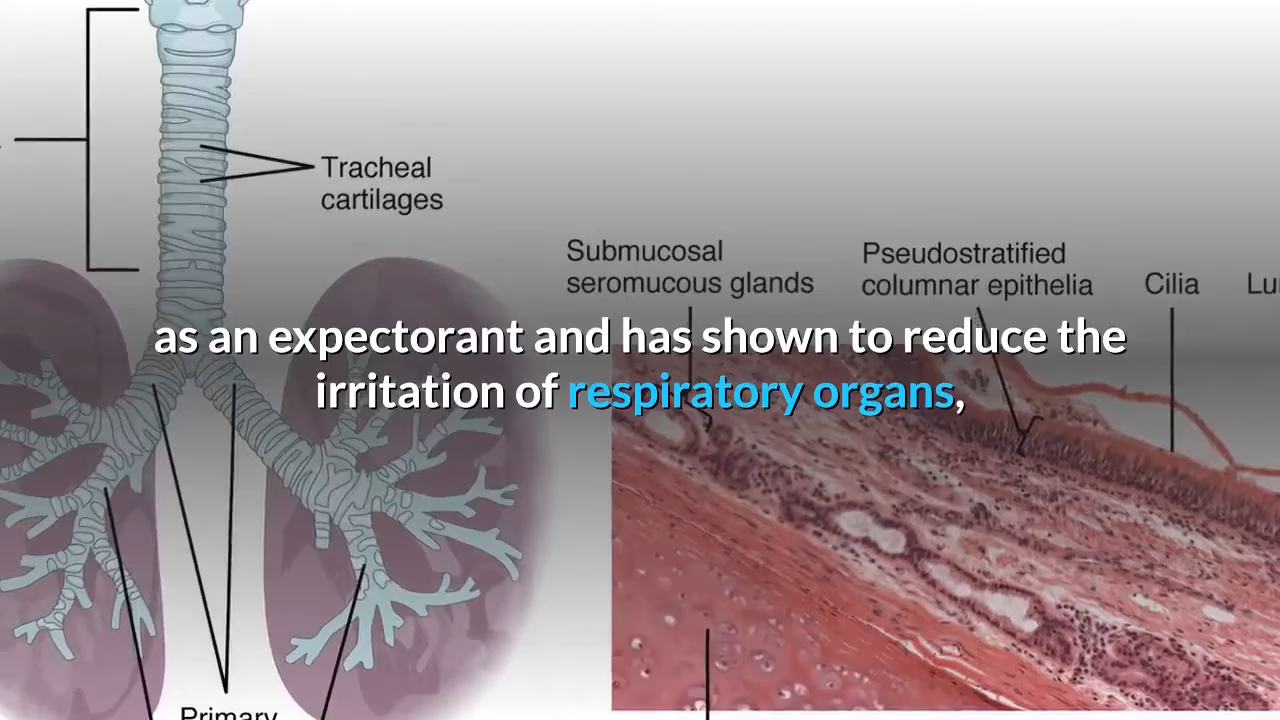 Tracheal
cartilages
Submucosal
seromucous glands
Pseudostratified
columnar epithelia
Cilia
Lu
as an expectorant and has shown to reduce the
irritation of respiratory organs,
Primary